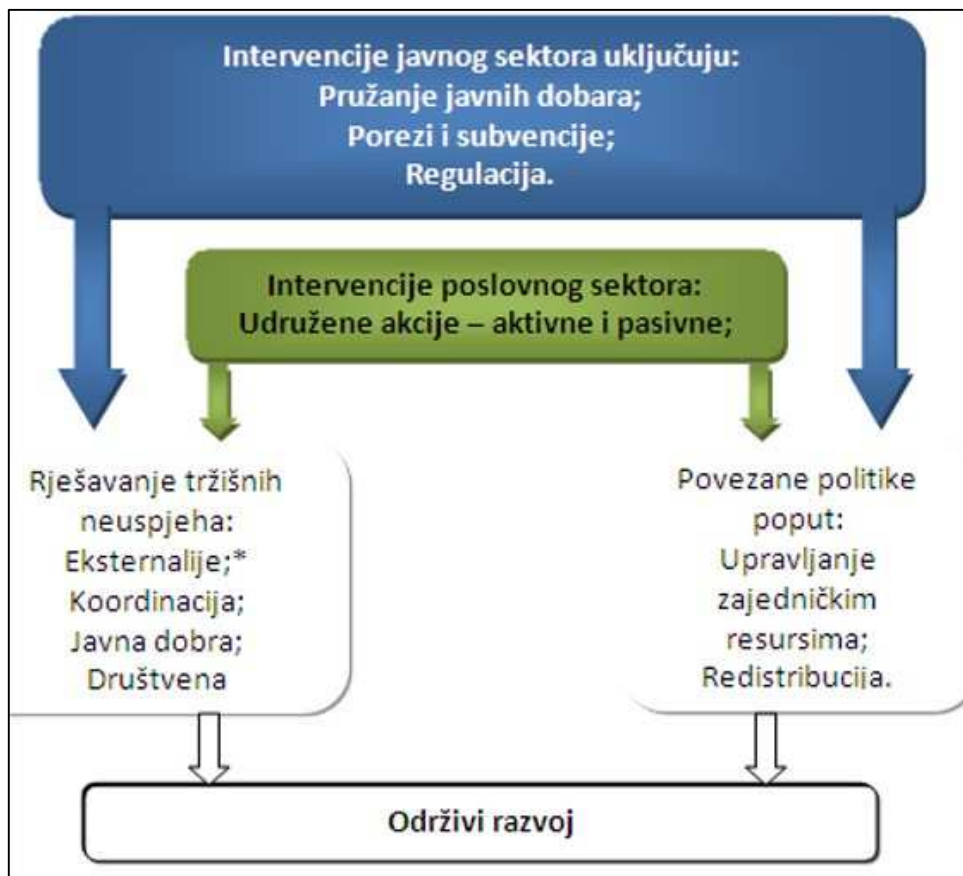 Intervencije javnog sektora uključuju:
Pružanje javnih dobara;
Porezi i subvencije;
Regulacija.
Intervencije poslovnog sektora:
Udružene akcije – aktivne i pasivne;
Rješavanje tržišnih
neuspjeha:
Eksternalije;*
Koordinacija;
Javna dobra;
Društvena
Povezane politike
poput:
Upravljanje
zajedničkim
resursima;
Redistribucija.
Održivi razvoj